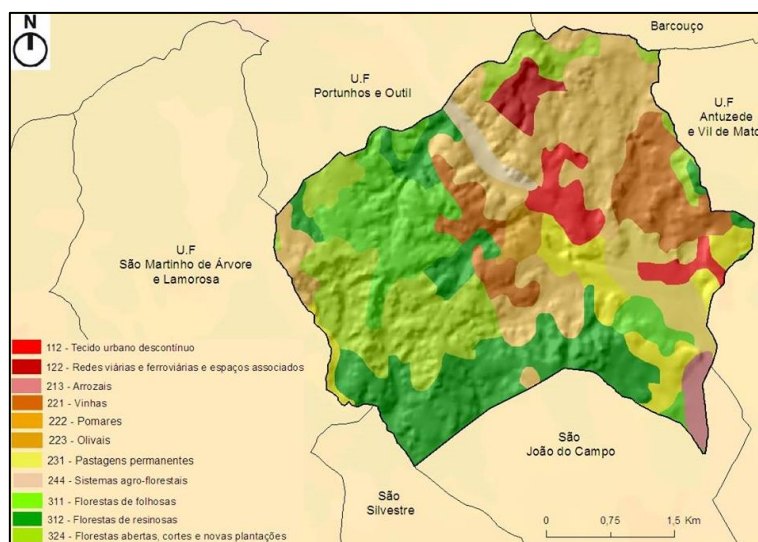 N
Barcouço
U.F
Portunhos e Outil
U.F
Antuzede
e Vil de Mato
U.F
São Martinho de Árvore
e Lamorosa
112 - Tecido urbano descontínuo
122 - Redes viárias e ferroviárias e espaços associados
213 - Arrozais
221 - Vinhas
222 - Pomares
223 - Olivais
231 - Pastagens permanentes
244 - Sistemas agro-florestais
311 - Florestas de folhosas
312 - Florestas de resinosas
324 - Florestas abertas, cortes e novas plantações
São
João do Campo
São
Silvestre
0 0,75 1,5 Km